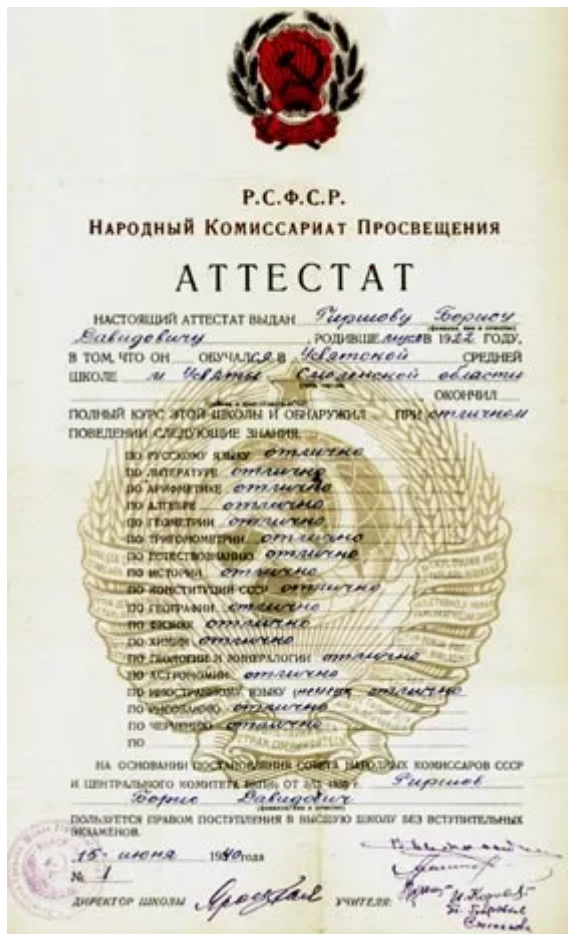 Р.С.Ф.С.Р.
НАРОДНЫЙ КОМИССАРИАТ ПРОСВЕЩЕНИЯ
АТТЕСТАТ
НАСТОЯЩИЙ АТТЕСТАТ ВЫДАН Гиршову Борису
Давидовичу, РОДИВШЕМУСЯ В 1922 ГОДУ,
В ТОМ, ЧТО ОН ОБУЧАЛСЯ В Усвятской СРЕДНЕЙ
ШКОЛЕ м Усвяты Смоленской области
ОКОНЧИЛ
ПОЛНЫЙ КУРС ЭТОЙ ШКОЛЫ И ОБНАРУЖИЛ ПРИ отличном
ПОВЕДЕНИИ СЛЕДУЮЩИЕ ЗНАНИЯ:
ПО РУССКОМУ ЯЗЫКУ отлично
ПО ЛИТЕРАТУРЕ отлично
ПО АРИФМЕТИКЕ отлично
ПО АЛГЕБРЕ отлично
ПО ГЕОМЕТРИИ отлично
ПО ТРИГОНОМЕТРИИ отлично
ПО ЕСТЕСТВОЗНАНИЮ отлично
ПО ИСТОРИИ отлично
ПО КОНСТИТУЦИИ СССР отлично
ПО ГЕОГРАФИИ отлично
ПО ФИЗИКЕ отлично
ПО ХИМИИ отлично
ПО ГЕОЛОГИИ И МИНЕРАЛОГИИ отлично
ПО АСТРОНОМИИ отлично
ПО ИНОСТРАННОМУ ЯЗЫКУ (немецк отлично
ПО РИСОВАНИЮ отлично
ПО ЧЕРЧЕНИЮ отлично
ПО
НА ОСНОВАНИИ ПОСТАНОВЛЕНИЯ СОВЕТА НАРОДНЫХ КОМИССАРОВ СССР
И ЦЕНТРАЛЬНОГО КОМИТЕТА ОТ Гиршов
Борис Давидович
ПОЛЬЗУЕТСЯ ПРАВОМ ПОСТУПЛЕНИЯ В ВЫСШУЮ ШКОЛУ БЕЗ ВСТУПИТЕЛЬНЫХ
ЭКЗАМЕНОВ.
15 июня 1940 года
№ 1
ДИРЕКТОР ШКОЛЫ УЧИТЕЛЯ: